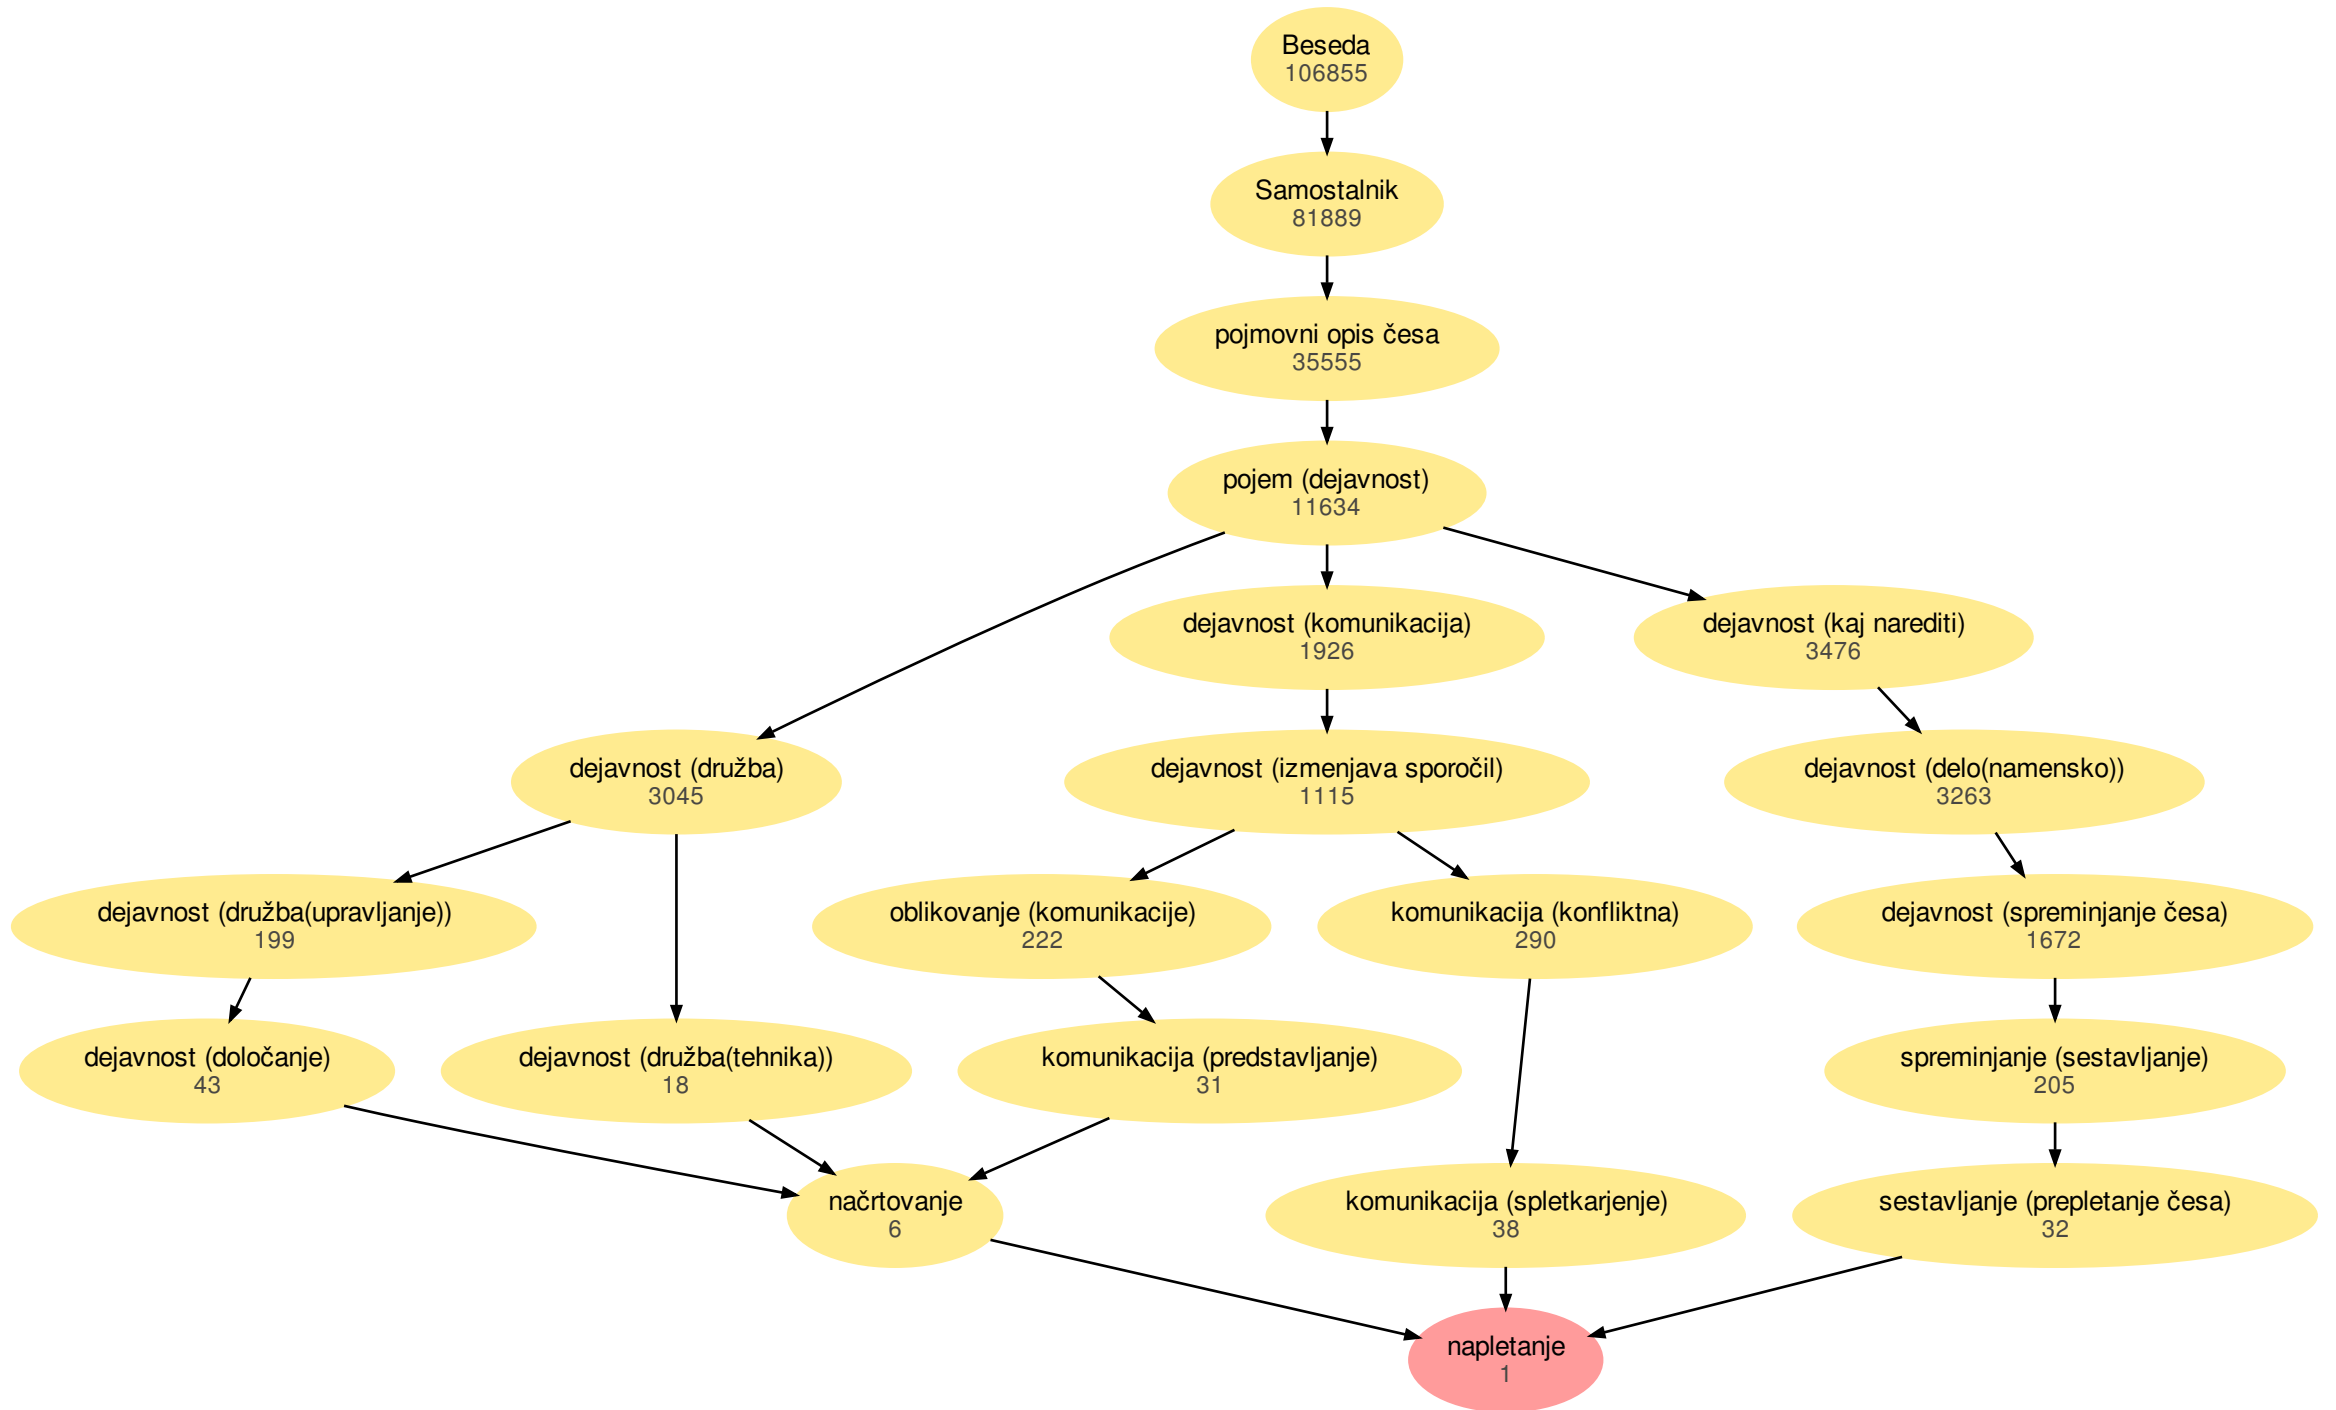 Beseda
106855
Samostalnik
81889
pojmovni opis česa
35555
pojem (dejavnost)
11634
dejavnost (komunikacija)
1926
dejavnost (kaj narediti)
3476
dejavnost (družba)
3045
dejavnost (izmenjava sporočil)
1115
dejavnost (delo(namensko))
3263
dejavnost (družba(upravljanje))
199
oblikovanje (komunikacije)
222
komunikacija (konfliktna)
290
dejavnost (spreminjanje česa)
1672
dejavnost (določanje)
43
dejavnost (družba(tehnika))
18
komunikacija (predstavljanje)
31
spreminjanje (sestavljanje)
205
načrtovanje
6
komunikacija (spletkarjenje)
38
sestavljanje (prepletanje česa)
32
napletanje
1